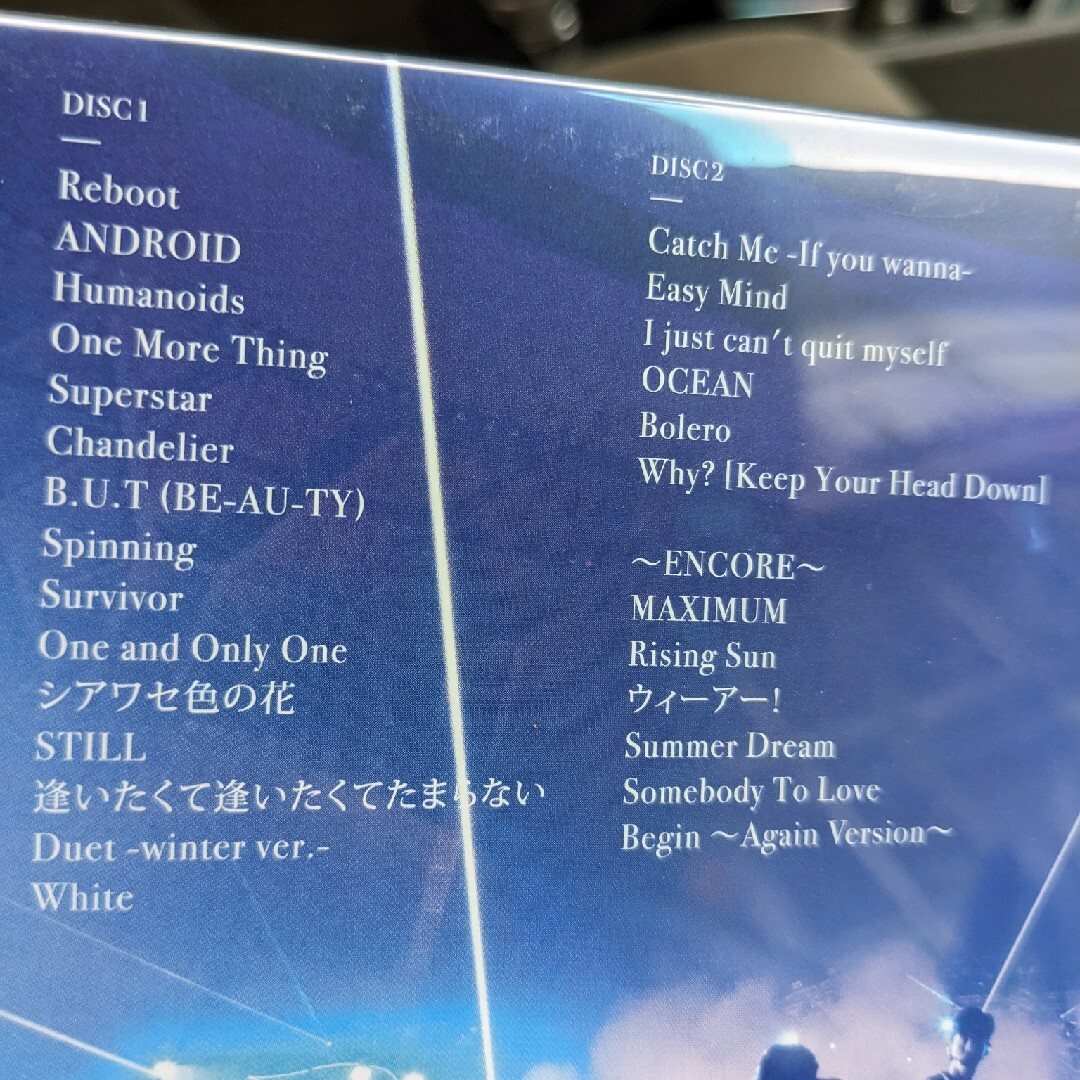 DISC1
Reboot
ANDROID
Humanoids
One More Thing
Superstar
Chandelier
B.U.T (BE-AU-TY)
Spinning
Survivor
One and Only One
シアワセ色の花
STILL
逢いたくて逢いたくてたまらない
Duet -winter ver.-
White
DISC2
Catch Me -If you wanna-
Easy Mind
I just can't quit myself
OCEAN
Bolero
Why? [Keep Your Head Down]
～ENCORE～
MAXIMUM
Rising Sun
ウィーアー!
Summer Dream
Somebody To Love
Begin ～Again Version～